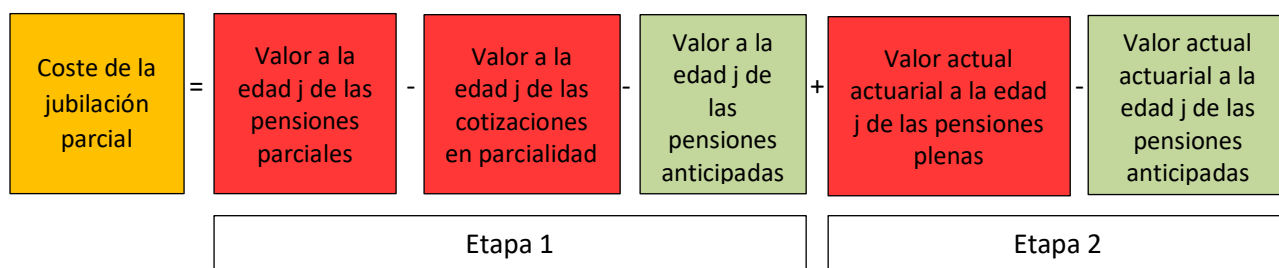 Coste de la
jubilación
parcial
=
Valor a la
edad j de las
pensiones
parciales
-
Valor a la
edad j de las
cotizaciones
en parcialidad
-
Valor a la
edad j de
las
pensiones
anticipadas
+
Valor actual
actuarial a la edad
j de las pensiones
plenas
-
Valor actual
actuarial a la
edad j de las
pensiones
anticipadas
Etapa 1
Etapa 2